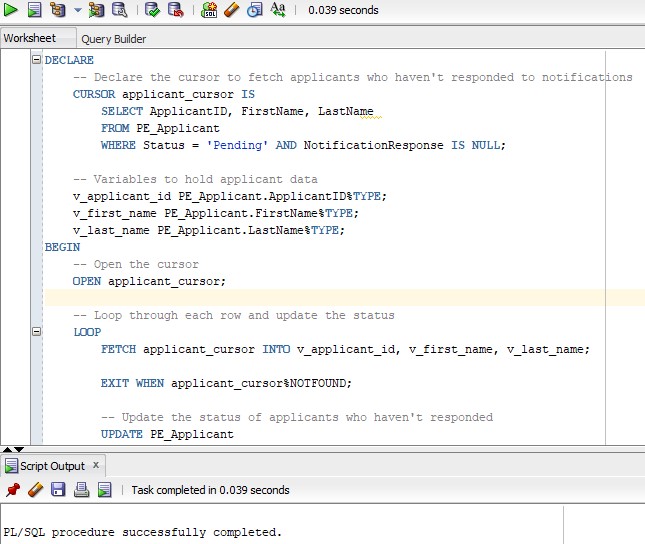 SQL
Aa
0.039 seconds
Worksheet
Query Builder
DECLARE
-- Declare the cursor to fetch applicants who haven't responded to notifications
CURSOR applicant_cursor IS
SELECT ApplicantID, FirstName, LastName
FROM PE_Applicant
WHERE Status = 'Pending' AND NotificationResponse IS NULL;
-- Variables to hold applicant data
v_applicant_id PE_Applicant.ApplicantID%TYPE;
v_first_name PE_Applicant.FirstName%TYPE;
v_last_name PE_Applicant.LastName%TYPE;
BEGIN
-- Open the cursor
OPEN applicant_cursor;
-- Loop through each row and update the status
LOOP
FETCH applicant_cursor INTO v_applicant_id, v_first_name, v_last_name;
EXIT WHEN applicant_cursor%NOTFOUND;
-- Update the status of applicants who haven't responded
UPDATE PE_Applicant
Script Output x
Task completed in 0.039 seconds
PL/SQL procedure successfully completed.